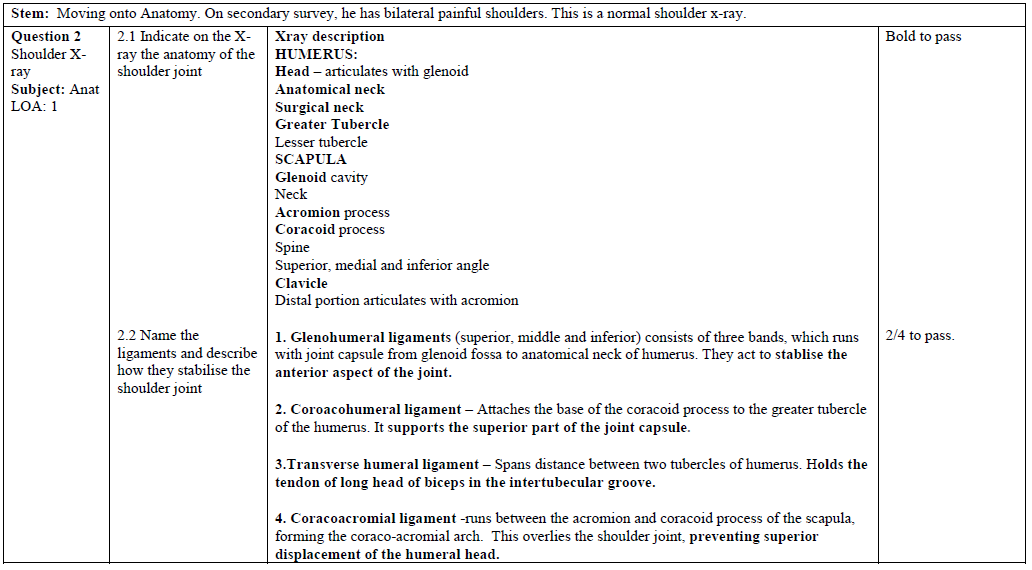 Stem: Moving onto Anatomy. On secondary survey, he has bilateral painful shoulders. This is a normal shoulder x-ray.
Question 2
Shoulder X-
ray
Subject: Anat
LOA: 1
2.1 Indicate on the X-
ray the anatomy of the
shoulder joint
Xray description
HUMERUS:
Head – articulates with glenoid
Anatomical neck
Surgical neck
Greater Tubercle
Lesser tubercle
SCAPULA
Glenoid cavity
Neck
Acromion process
Coracoid process
Spine
Superior, medial and inferior angle
Clavicle
Distal portion articulates with acromion
Bold to pass
2.2 Name the
ligaments and describe
how they stabilise the
shoulder joint
1. Glenohumeral ligaments (superior, middle and inferior) consists of three bands, which runs
with joint capsule from glenoid fossa to anatomical neck of humerus. They act to stablise the
anterior aspect of the joint.
2. Coroacohumeral ligament – Attaches the base of the coracoid process to the greater tubercle
of the humerus. It supports the superior part of the joint capsule.
3.Transverse humeral ligament – Spans distance between two tubercles of humerus. Holds the
tendon of long head of biceps in the intertubecular groove.
4. Coracoacromial ligament -runs between the acromion and coracoid process of the scapula,
forming the coraco-acromial arch. This overlies the shoulder joint, preventing superior
displacement of the humeral head.
2/4 to pass.